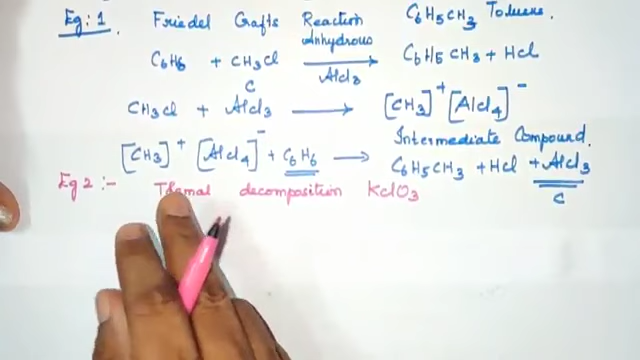 Eg: 1. Friedel Crafts Reaction C6H5CH3 Toluene.
C6H6 + CH3Cl Anhydrous AlCl3 → C6H5CH3 + HCl
C
CH3Cl + AlCl3 → [CH3]+ [AlCl4]-
Intermediate Compound.
[CH3]+ [AlCl4]- + C6H6 → C6H5CH3 + HCl + AlCl3
C
Eg 2 :- decomposition KClO3